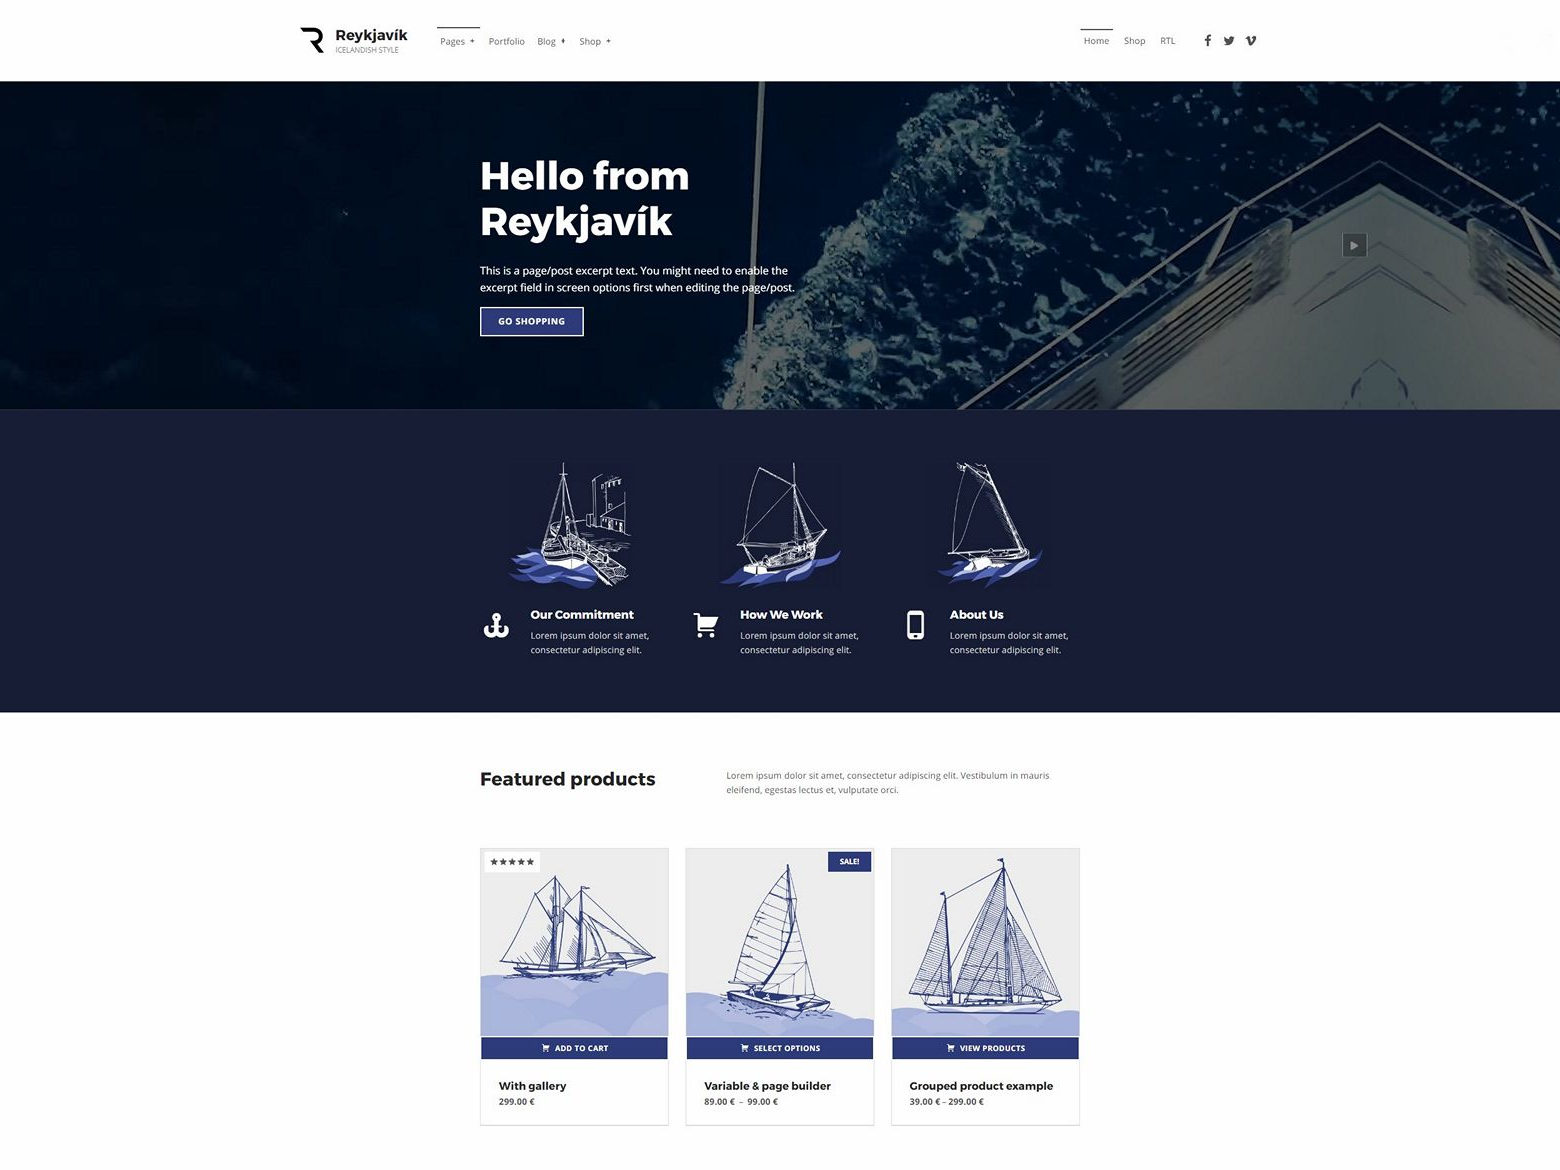 Reykjavík
ICELANDISH STYLE
Pages +
Portfolio
Blog +
Shop +
Home
Shop
RTL
Hello from
Reykjavík
This is a page/post excerpt text. You might need to enable the
excerpt field in screen options first when editing the page/post.
GO SHOPPING
Our Commitment
Lorem ipsum dolor sit amet,
consectetur adipiscing elit.
How We Work
Lorem ipsum dolor sit amet,
consectetur adipiscing elit.
About Us
Lorem ipsum dolor sit amet,
consectetur adipiscing elit.
Featured products
Lorem ipsum dolor sit amet, consectetur adipiscing elit. Vestibulum in mauris
eleifend, egestas lectus et, vulputate orci.
★★★★★
ADD TO CART
With gallery
299.00 €
SALE!
SELECT OPTIONS
Variable & page builder
89.00 € – 99.00 €
VIEW PRODUCTS
Grouped product example
39.00 € – 299.00 €